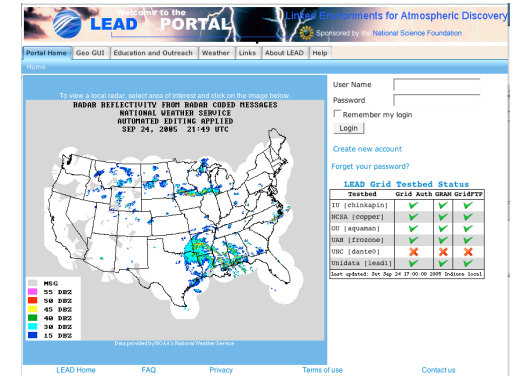 Welcome to the
LEAD PORTAL
Linked Environments for Atmospheric Discovery
Sponsored by the National Science Foundation
Portal Home Geo GUI Education and Outreach Weather Links About LEAD Help
Home
To view a local radar, select area of interest and click on the image below.
RADAR REFLECTIVITY FROM RADAR CODED MESSAGES
NATIONAL WEATHER SERVICE
AUTOMATED EDITING APPLIED
SEP 24, 2005 21:49 UTC
MSG
55 DBZ
50 DBZ
45 DBZ
40 DBZ
30 DBZ
15 DBZ
Data provided by NOAA's National Weather Service
User Name
Password
Remember my login
Login
Create new account
Forget your password?
LEAD Grid Testbed Status
Testbed Grid Auth GRAM GridFTP
IU [chinkapin]
NCSA [copper]
OU [aquaman]
UAH [frozone]
UNC [dante0]
Unidata [lead1]
Last updated: Sat Sep 24 17:00:00 2005 Indiana local
LEAD Home FAQ Privacy Terms of use Contact us